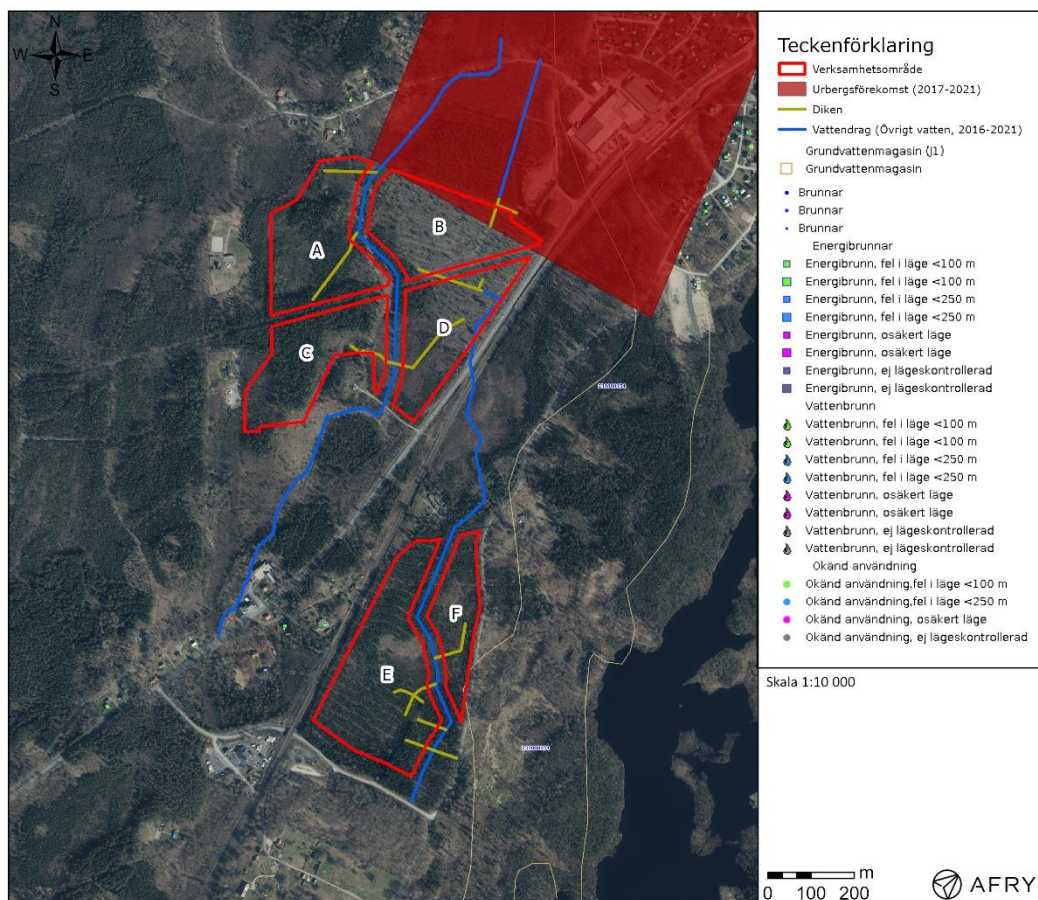 N
W E
S
A
B
C
D
E
F
Teckenförklaring
Verksamhetsområde
Urbergsförekomst (2017-2021)
Diken
Vattendrag (Övrigt vatten, 2016-2021)
Grundvattenmagasin (J1)
Grundvattenmagasin
Brunnar
Brunnar
Brunnar
Energibrunnar
Energibrunn, fel i läge <100 m
Energibrunn, fel i läge <100 m
Energibrunn, fel i läge <250 m
Energibrunn, fel i läge <250 m
Energibrunn, osäkert läge
Energibrunn, osäkert läge
Energibrunn, ej lägeskontrollerad
Energibrunn, ej lägeskontrollerad
Vattenbrunn
Vattenbrunn, fel i läge <100 m
Vattenbrunn, fel i läge <100 m
Vattenbrunn, fel i läge <250 m
Vattenbrunn, fel i läge <250 m
Vattenbrunn, osäkert läge
Vattenbrunn, osäkert läge
Vattenbrunn, ej lägeskontrollerad
Vattenbrunn, ej lägeskontrollerad
Okänd användning
Okänd användning,fel i läge <100 m
Okänd användning,fel i läge <250 m
Okänd användning, osäkert läge
Okänd användning, ej lägeskontrollerad
Skala 1:10 000
m
0 100 200
AFRY